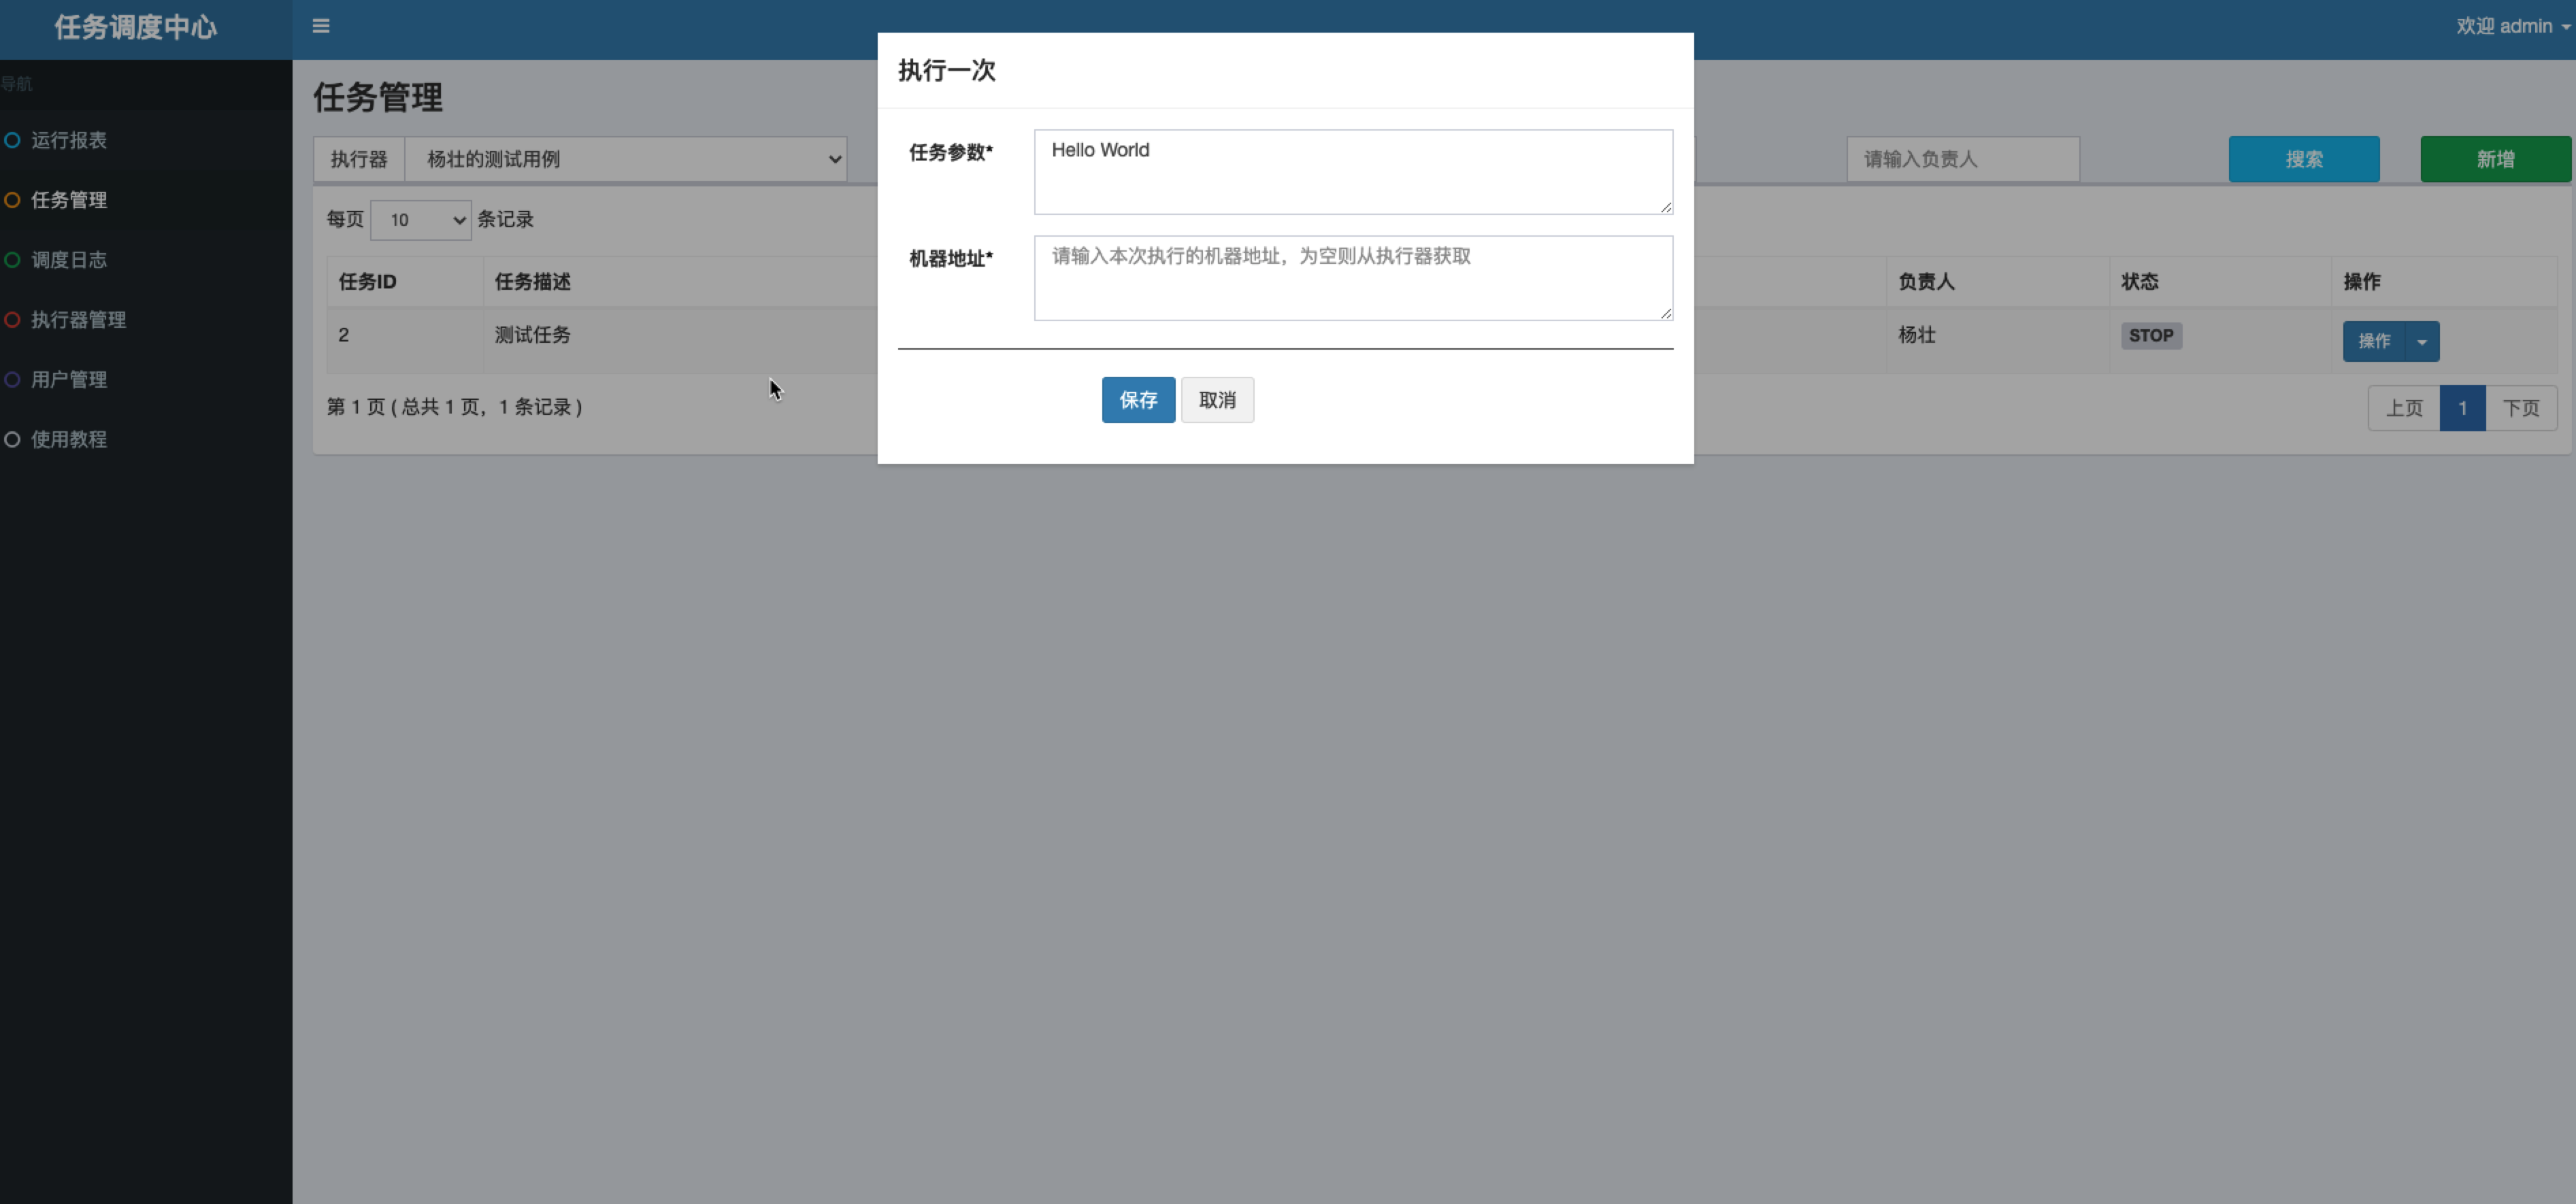 任务调度中心
欢迎 admin
导航
运行报表
任务管理
调度日志
执行器管理
用户管理
使用教程
任务管理
执行器 杨壮的测试用例
请输入负责人 搜索 新增
每页 10 条记录
任务ID 任务描述 负责人 状态 操作
2 测试任务 杨壮 STOP 操作
第 1 页 ( 总共 1 页，1 条记录 )
上页 1 下页
执行一次
任务参数* Hello World
机器地址* 请输入本次执行的机器地址，为空则从执行器获取
保存 取消